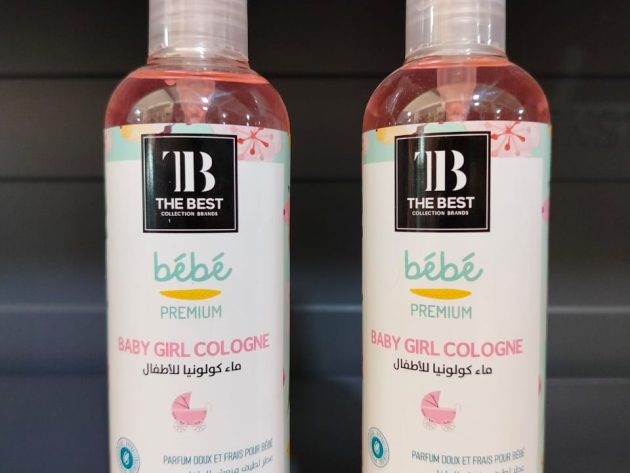 TB
THE BEST
COLLECTION BRANDS
bébé
PREMIUM
BABY GIRL COLOGNE
ماء كولونيا للأطفال
PARFUM DOUX ET FRAIS POUR BÉBÉ
TB
THE BEST
COLLECTION BRANDS
bébé
PREMIUM
BABY GIRL COLOGNE
ماء كولونيا للأطفال
PARFUM DOUX ET FRAIS POUR BÉBÉ